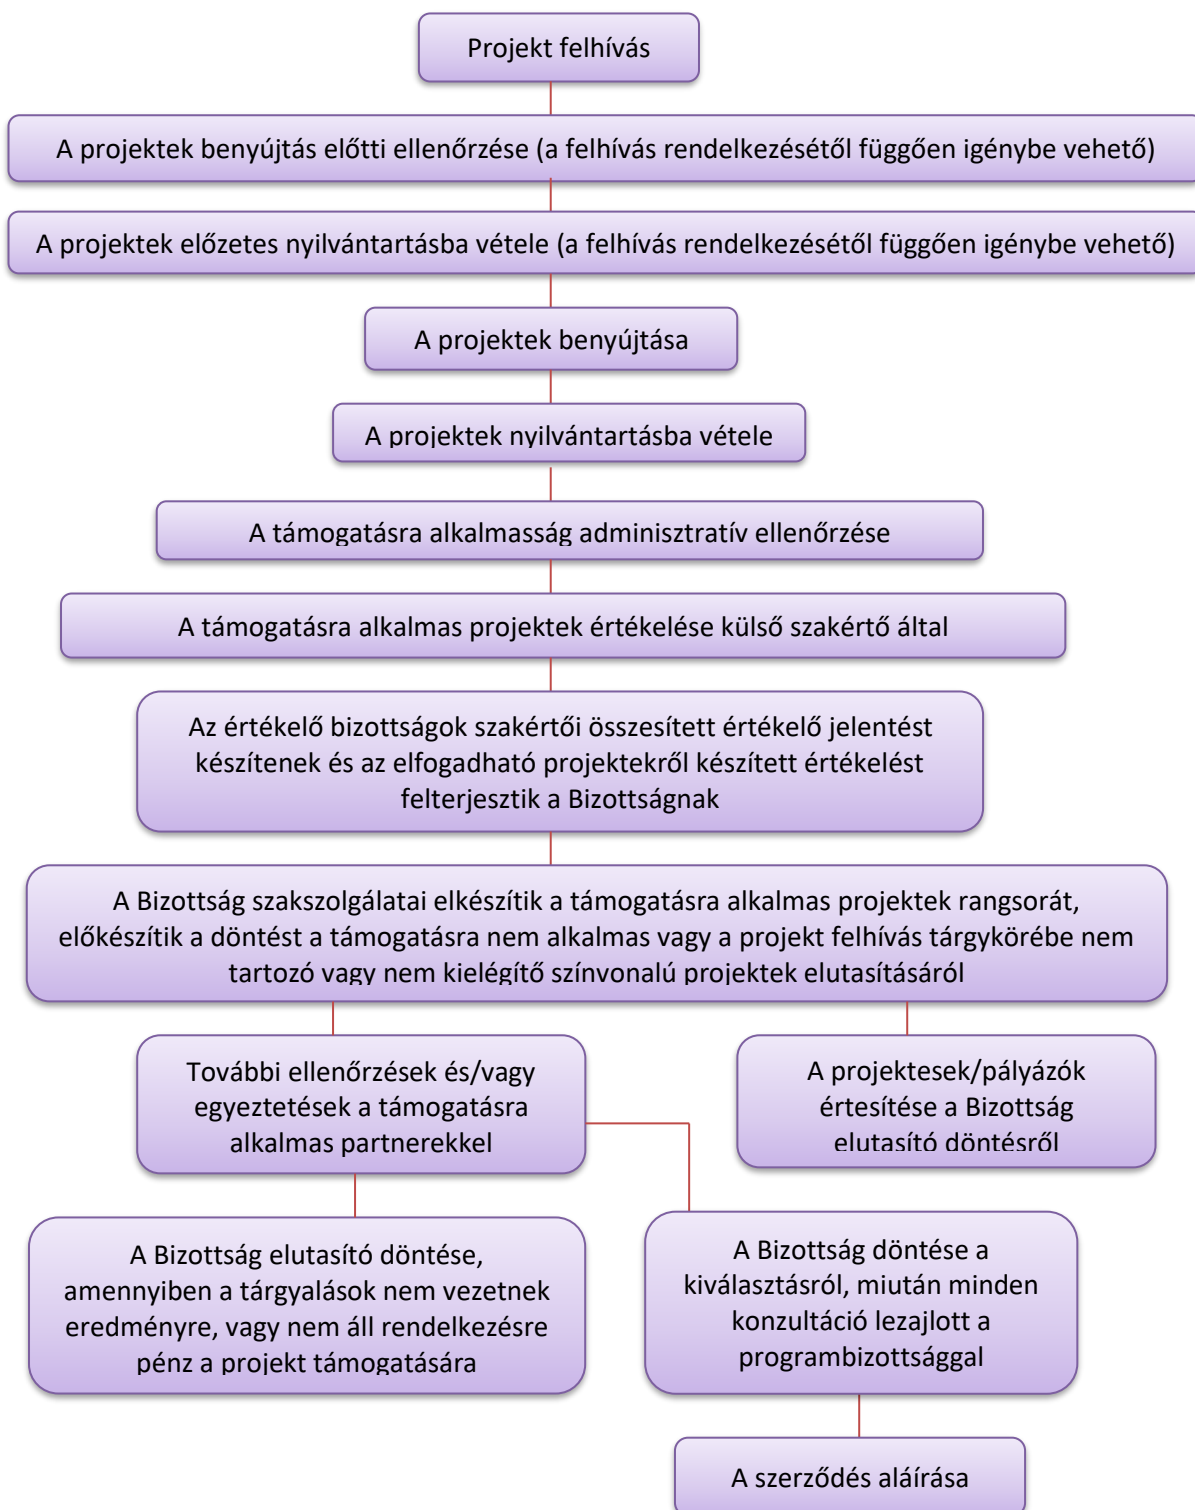 Projekt felhívás
A projektek benyújtás előtti ellenőrzése (a felhívás rendelkezésétől függően igénybe vehető)
A projektek előzetes nyilvántartásba vétele (a felhívás rendelkezésétől függően igénybe vehető)
A projektek benyújtása
A projektek nyilvántartásba vétele
A támogatásra alkalmasság adminisztratív ellenőrzése
A támogatásra alkalmas projektek értékelése külső szakértő által
Az értékelő bizottságok szakértői összesített értékelő jelentést
készítenek és az elfogadható projektekről készített értékelést
felterjesztik a Bizottságnak
A Bizottság szakszolgálatai elkészítik a támogatásra alkalmas projektek rangsorát,
előkészítik a döntést a támogatásra nem alkalmas vagy a projekt felhívás tárgykörébe nem
tartozó vagy nem kielégítő színvonalú projektek elutasításáról
További ellenőrzések és/vagy
egyeztetések a támogatásra
alkalmas partnerekkel
A projektesek/pályázók
értesítése a Bizottság
elutasító döntésről
A Bizottság elutasító döntése,
amennyiben a tárgyalások nem vezetnek
eredményre, vagy nem áll rendelkezésre
pénz a projekt támogatására
A Bizottság döntése a
kiválasztásról, miután minden
konzultáció lezajlott a
programbizottsággal
A szerződés aláírása